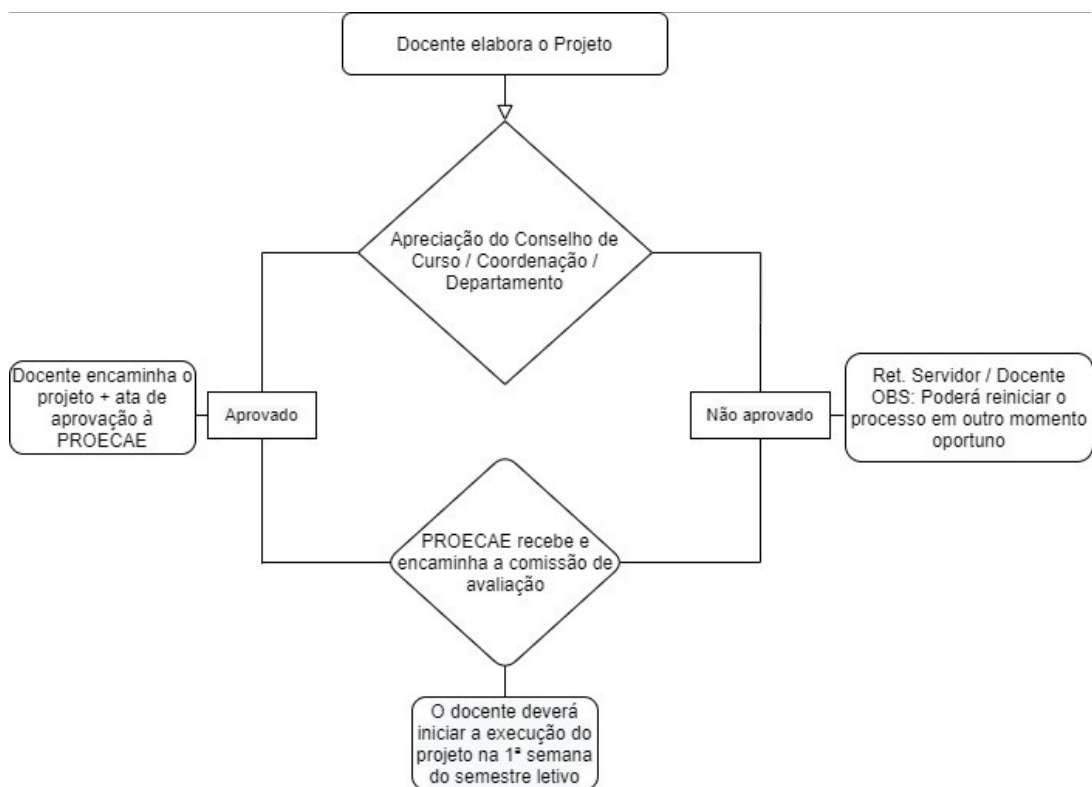 Docente elabora o Projeto
Apreciação do Conselho de
Curso / Coordenação /
Departamento
Docente encaminha o
projeto + ata de
aprovação à
PROECAE
Aprovado
Não aprovado
Ret. Servidor / Docente
OBS: Poderá reiniciar o
processo em outro momento
oportuno
PROECAE recebe e
encaminha a comissão de
avaliação
O docente deverá
iniciar a execução do
projeto na 1ª semana
do semestre letivo